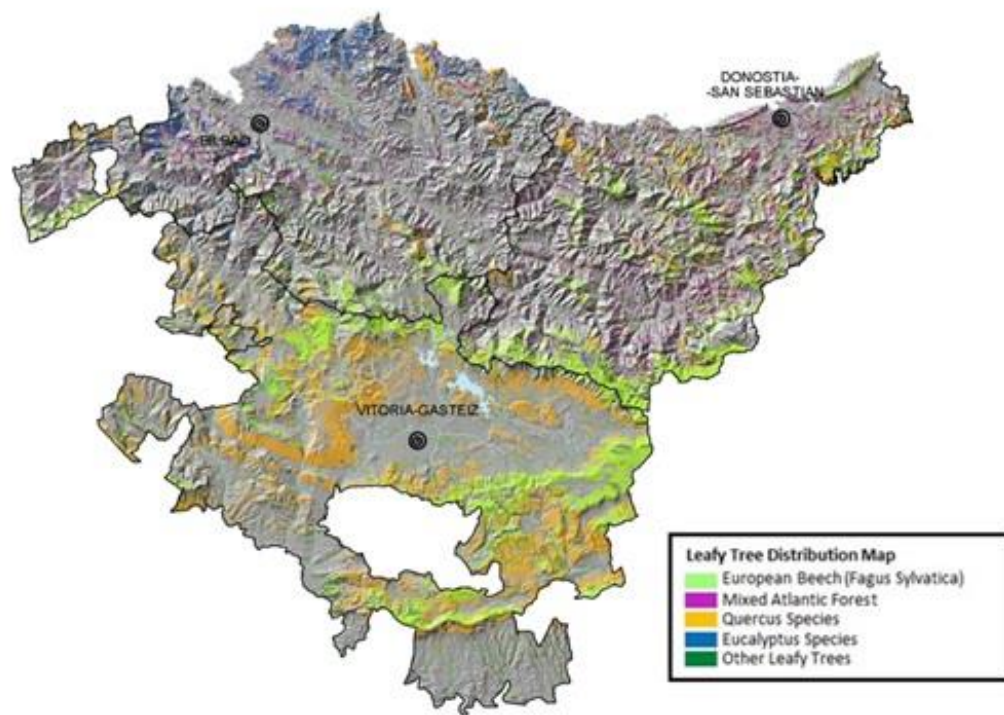 DONOSTIA-
-SAN SEBASTIAN
BILBAO
VITORIA-GASTEIZ
Leafy Tree Distribution Map
European Beech (Fagus Sylvatica)
Mixed Atlantic Forest
Quercus Species
Eucalyptus Species
Other Leafy Trees